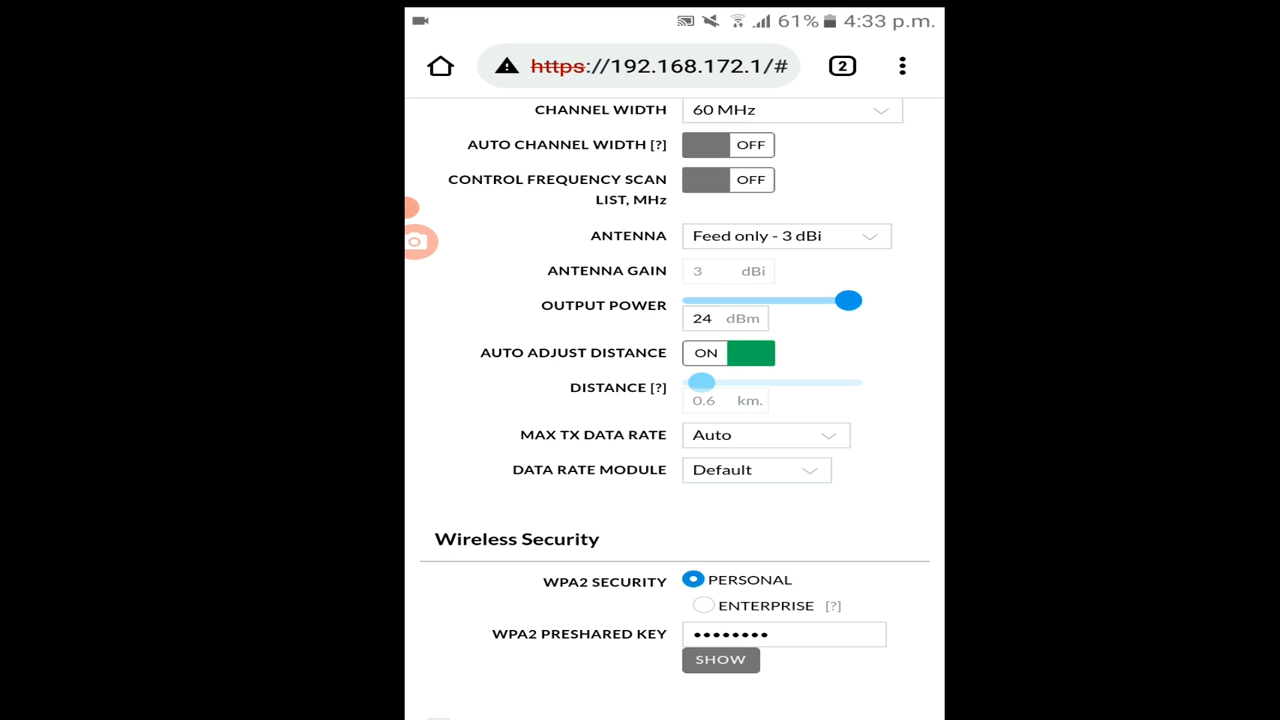 61% 4:33 p.m.
https://192.168.172.1/# 2
CHANNEL WIDTH 60 MHz
AUTO CHANNEL WIDTH [?] OFF
CONTROL FREQUENCY SCAN LIST, MHz OFF
ANTENNA Feed only - 3 dBi
ANTENNA GAIN 3 dBi
OUTPUT POWER
24 dBm
AUTO ADJUST DISTANCE ON
DISTANCE [?]
0.6 km.
MAX TX DATA RATE Auto
DATA RATE MODULE Default
Wireless Security
WPA2 SECURITY PERSONAL
ENTERPRISE [?]
WPA2 PRESHARED KEY ••••••••
SHOW